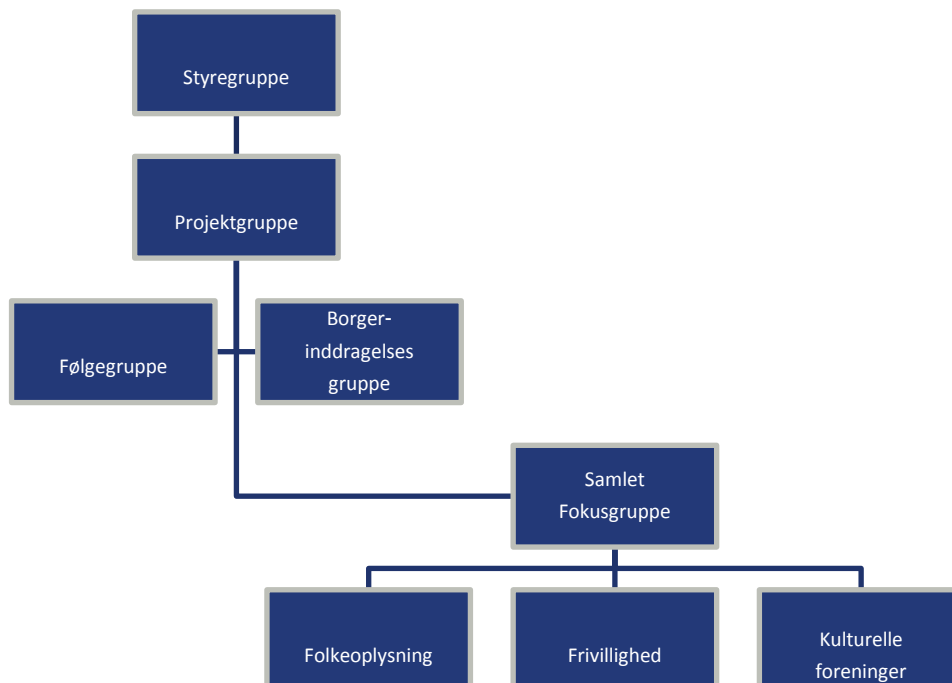 Styregruppe
Projektgruppe
Følgegruppe
Borger-
inddragelses
gruppe
Samlet
Fokusgruppe
Folkeoplysning
Frivillighed
Kulturelle
foreninger